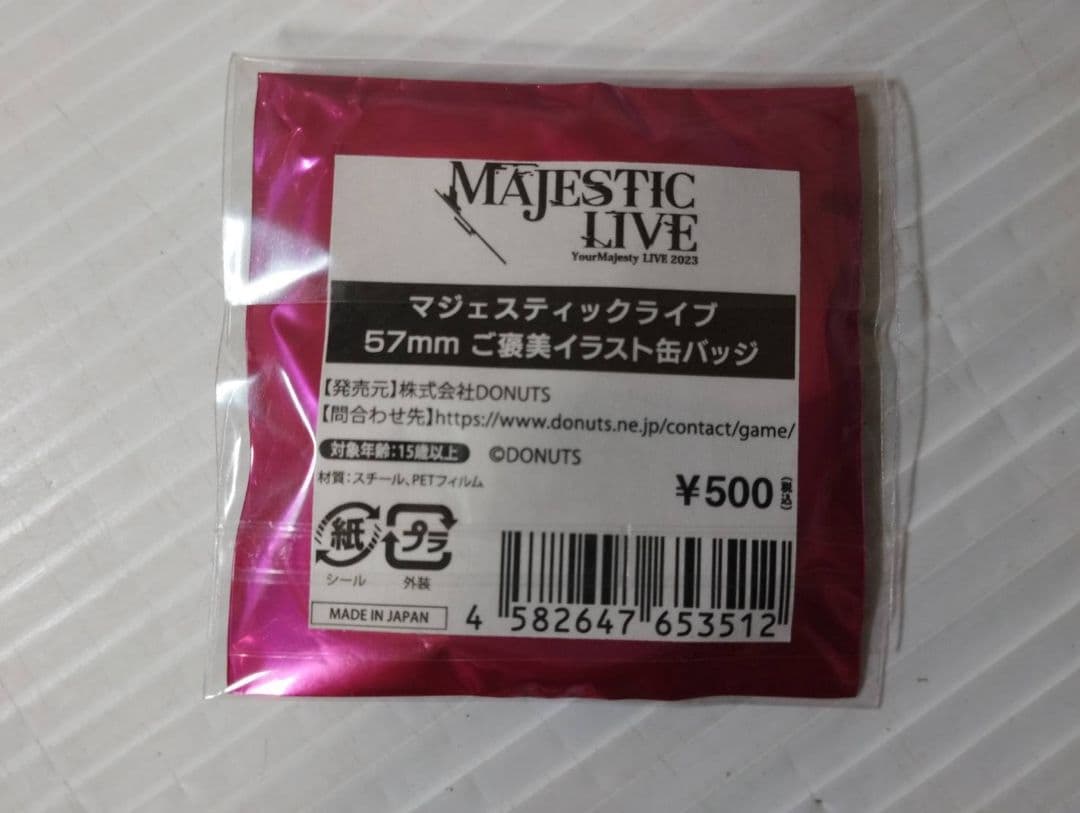 MAJESTIC
LIVE
YourMajesty LIVE 2023
マジェスティックライブ
57mm ご褒美イラスト缶バッジ
【発売元】株式会社DONUTS
【問合わせ先】https://www.donuts.ne.jp/contact/game/
対象年齢:15歳以上 ©DONUTS
材質:スチール、PETフィルム
¥500(税込)
紙 プラ
シール 外装
MADE IN JAPAN
4 582647 653512